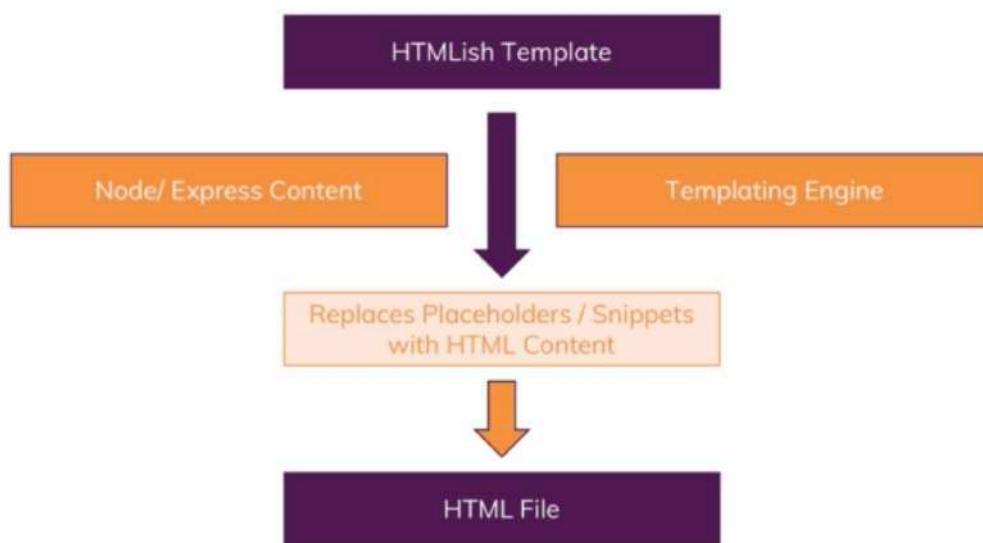 HTMLish Template
Node/ Express Content
Templating Engine
Replaces Placeholders / Snippets
with HTML Content
HTML File